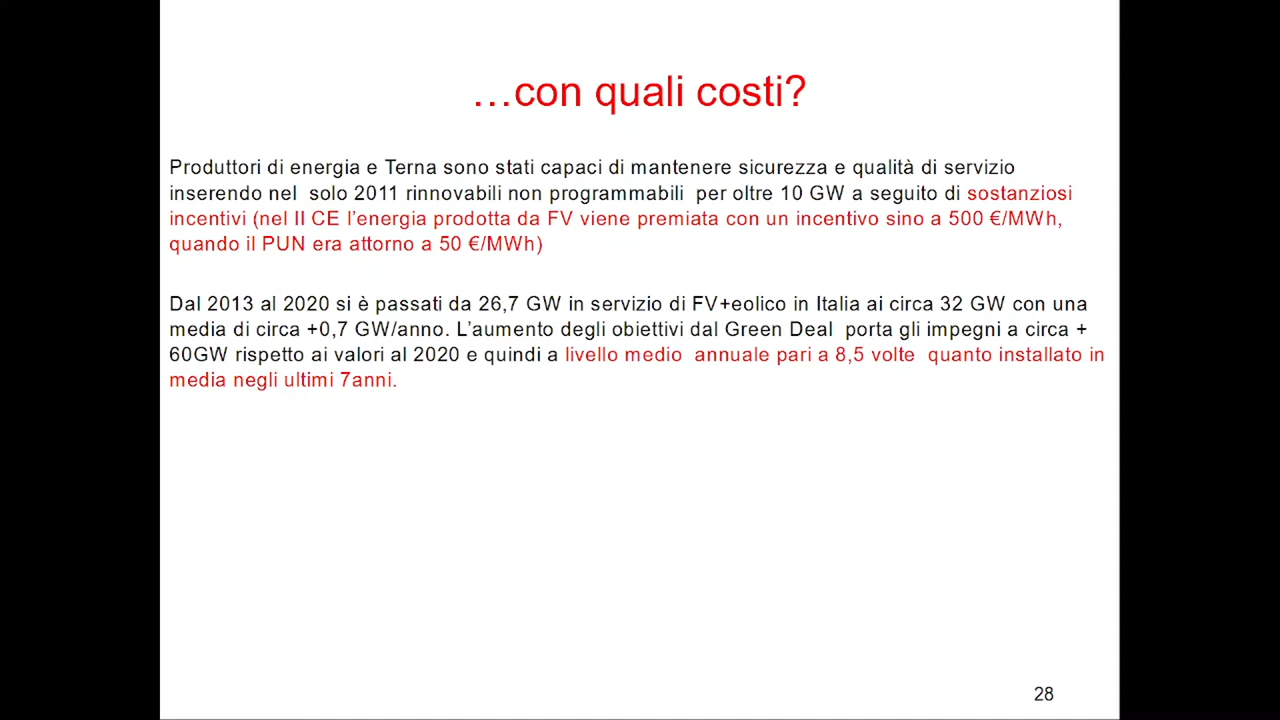 …con quali costi?
Produttori di energia e Terna sono stati capaci di mantenere sicurezza e qualità di servizio
inserendo nel  solo 2011 rinnovabili non programmabili  per oltre 10 GW a seguito di sostanziosi
incentivi (nel II CE l’energia prodotta da FV viene premiata con un incentivo sino a 500 €/MWh,
quando il PUN era attorno a 50 €/MWh)
Dal 2013 al 2020 si è passati da 26,7 GW in servizio di FV+eolico in Italia ai circa 32 GW con una
media di circa +0,7 GW/anno. L’aumento degli obiettivi dal Green Deal  porta gli impegni a circa +
60GW rispetto ai valori al 2020 e quindi a livello medio  annuale pari a 8,5 volte  quanto installato in
media negli ultimi 7anni.
28